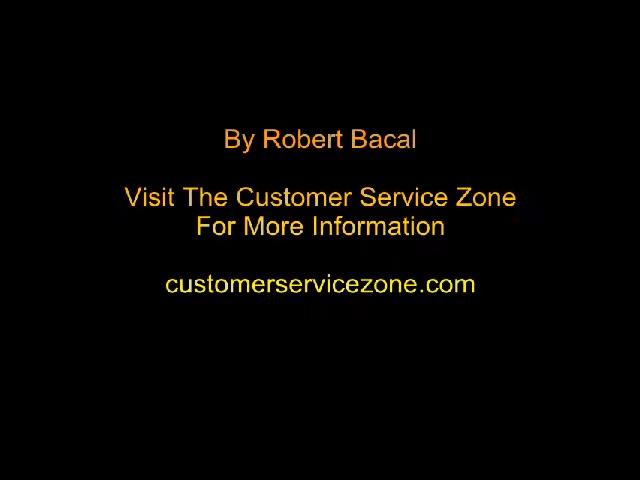 By Robert Bacal
Visit The Customer Service Zone
For More Information
customerservicezone.com